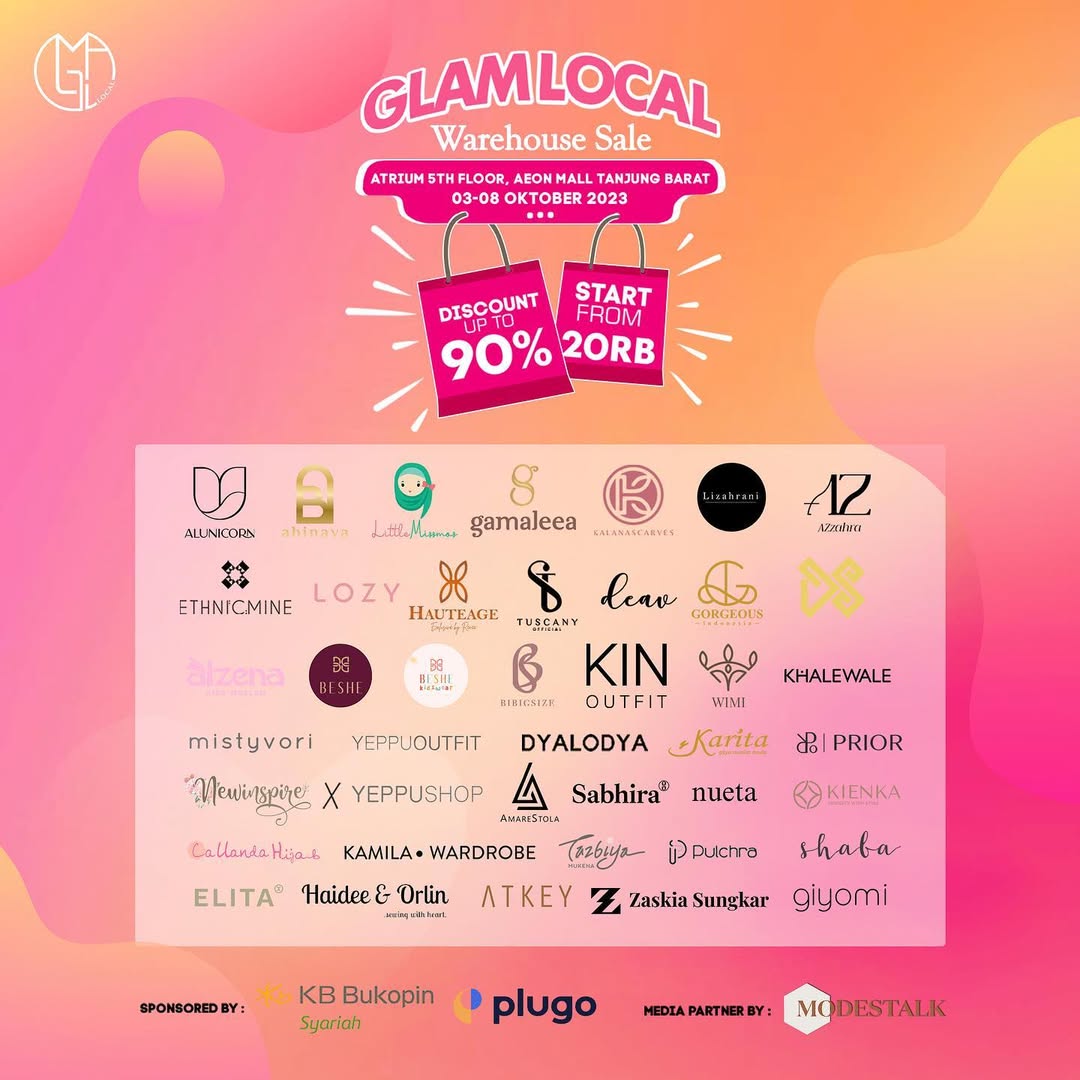 GLAM LOCAL
GLAMLOCAL
Warehouse Sale
ATRIUM 5TH FLOOR, AEON MALL TANJUNG BARAT
03-08 OKTOBER 2023
DISCOUNT
UP TO
90%
START
FROM
20RB
ALUNICORN
abinaya
LittleMissmos
gamaleea
KALANASCARVES
Lizahrani
AZ
AZzahra
ETHNIC.MINE
LOZY
HAUTEAGE
TUSCANY
OFFICIAL
deav
GORGEOUS
indonesia
alzena
BESHE
BESHE
kidswear
BIBIGSIZE
KIN
OUTFIT
WIMI
KHALEWALE
mistyvori
YEPPUOUTFIT
DYALODYA
Karita
PRIOR
Newinspire X YEPPUSHOP
AMARESTOLA
Sabhira®
nueta
KIENKA
Callanda Hijab
KAMILA • WARDROBE
Tazbiya
MUKENA
Pulchra
shaba
ELITA®
Haidee & Orlin
sewing with heart.
ATKEY
Zaskia Sungkar
giyomi
SPONSORED BY :
KB Bukopin
Syariah
plugo
MEDIA PARTNER BY :
MODESTALK